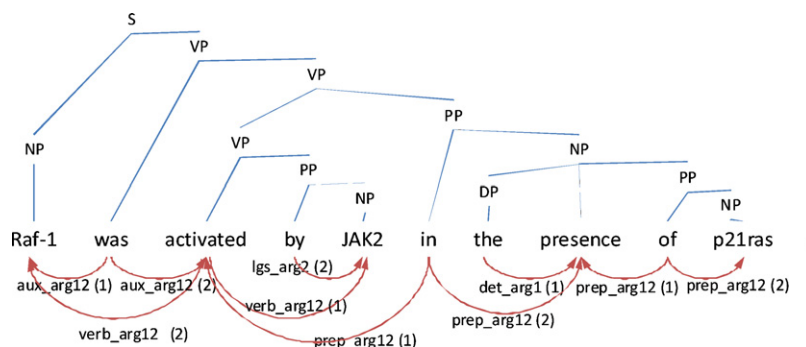 S
VP
VP
VP
PP
NP
NP
PP
DP
PP
NP
NP
Raf-1 was activated by JAK2 in the presence of p21ras
lgs_arg2 (2)
aux_arg12 (1) aux_arg12 (2) det_arg1 (1) prep_arg12 (1) prep_arg12 (2)
verb_arg12 (1)
prep_arg12 (2)
verb_arg12 (2) prep_arg12 (1)